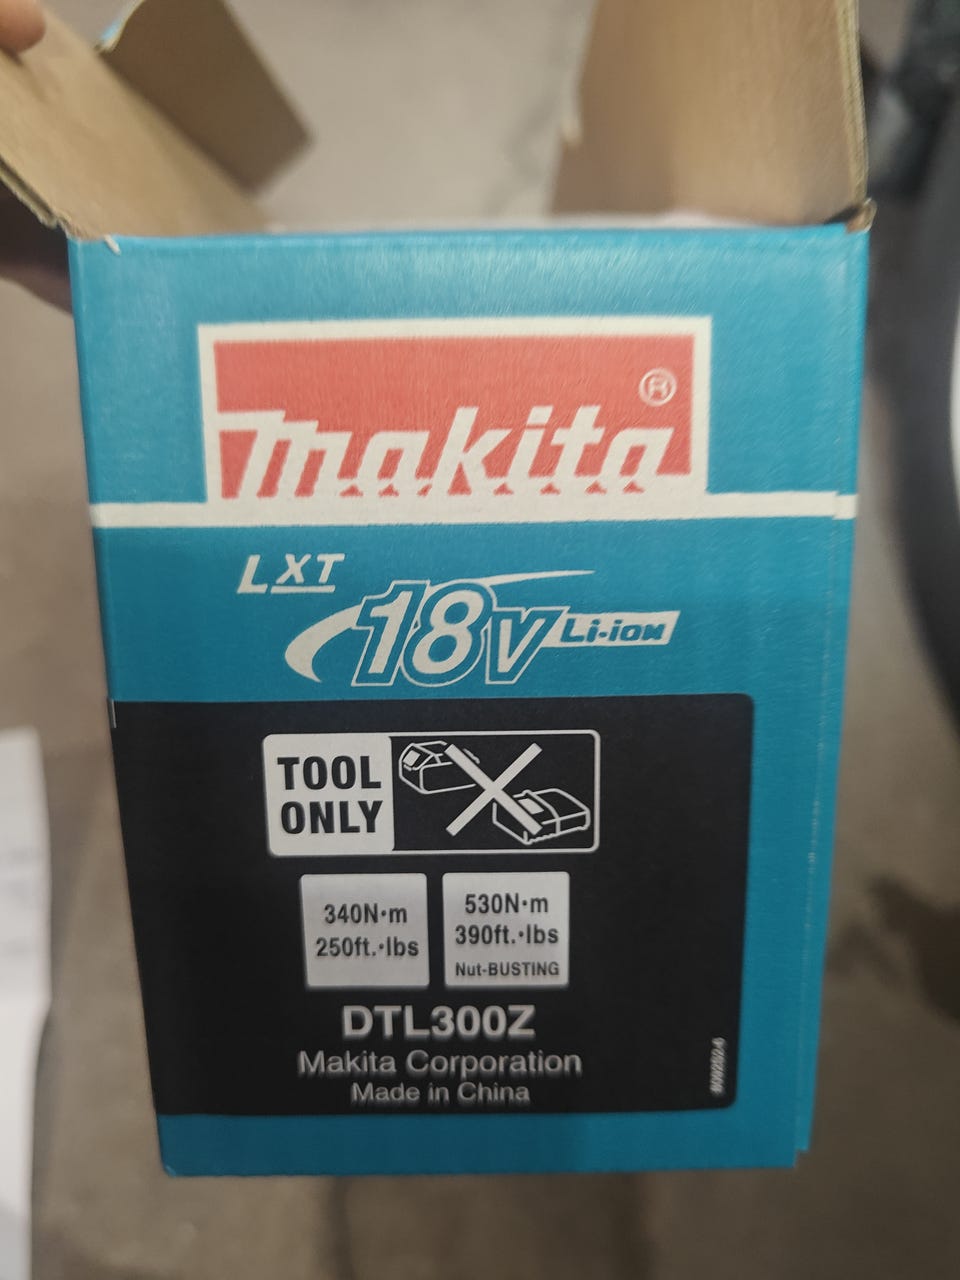 makita®
LXT
18V Li-ion
TOOL
ONLY
340N·m
250ft.·lbs
530N·m
390ft.·lbs
Nut-BUSTING
DTL300Z
Makita Corporation
Made in China